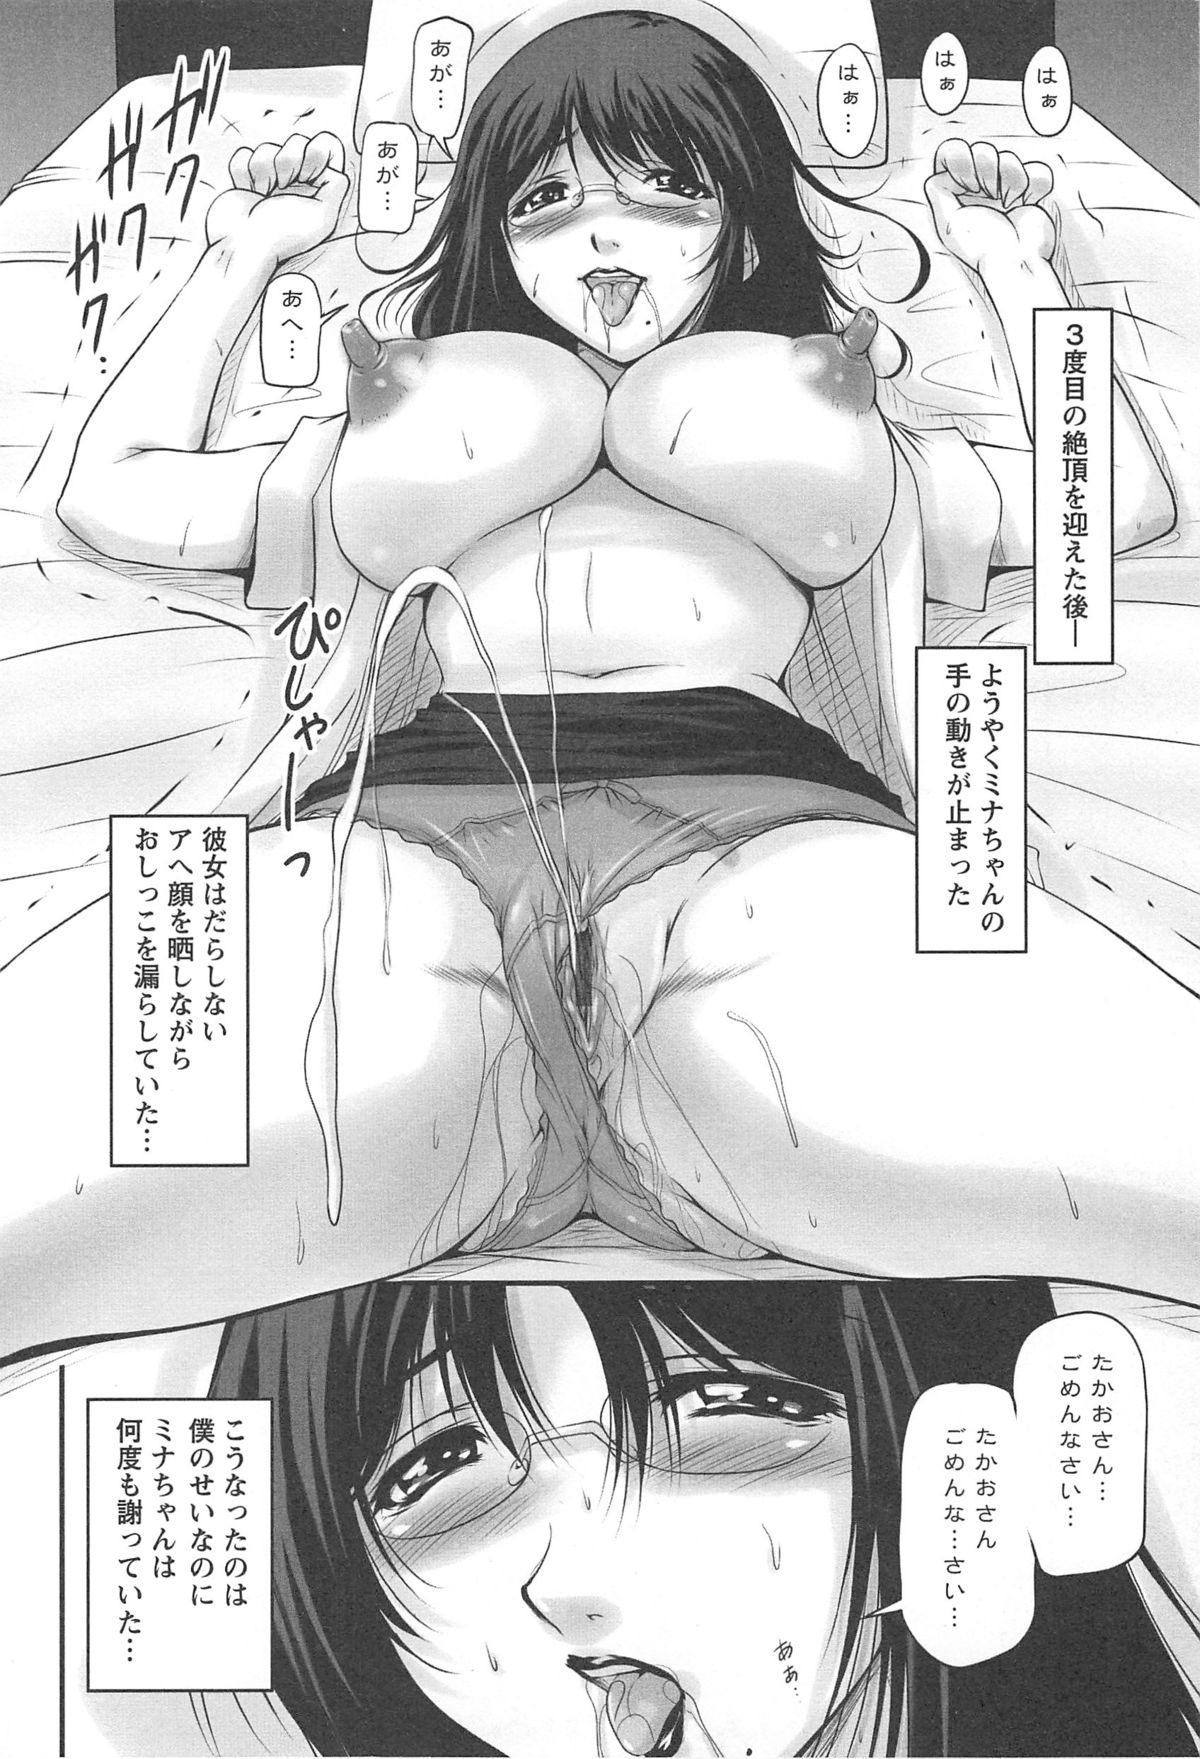 はぁ
はぁ
はぁ…
3度目の絶頂を迎えた後―
ようやくミナちゃんの
手の動きが止まった
あが…
あが…
あへ…
ガク
ガク
ガク…
ぴしゃーっ
彼女はだらしない
アヘ顔を晒しながら
おしっこを漏らしていた…
たかおさん…
ごめんなさい…
たかおさん
ごめんな…さい…
あぁ…
こうなったのは
僕のせいなのに
ミナちゃんは
何度も謝っていた…